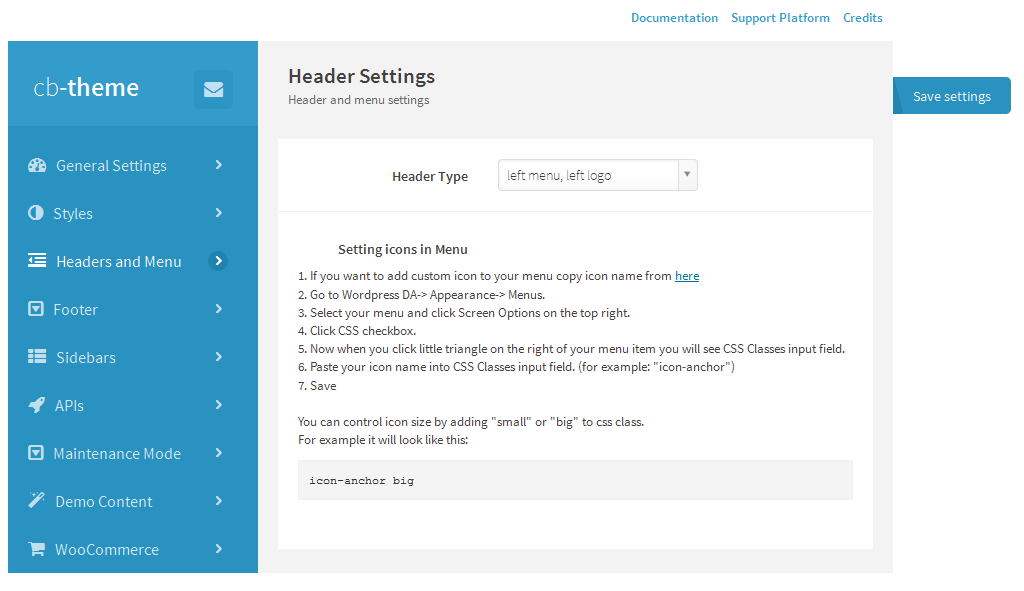 Documentation Support Platform Credits
cb-theme
Header Settings
Header and menu settings
Save settings
General Settings
Styles
Headers and Menu
Footer
Sidebars
APIs
Maintenance Mode
Demo Content
WooCommerce
Header Type left menu, left logo
Setting icons in Menu
1. If you want to add custom icon to your menu copy icon name from here
2. Go to Wordpress DA-> Appearance-> Menus.
3. Select your menu and click Screen Options on the top right.
4. Click CSS checkbox.
5. Now when you click little triangle on the right of your menu item you will see CSS Classes input field.
6. Paste your icon name into CSS Classes input field. (for example: "icon-anchor")
7. Save
You can control icon size by adding "small" or "big" to css class.
For example it will look like this:
icon-anchor big